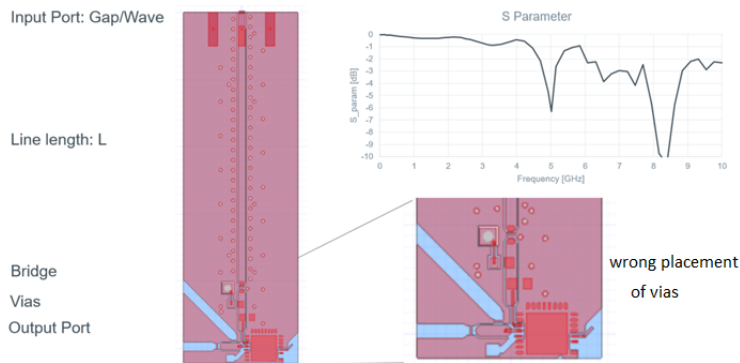 Input Port: Gap/Wave
Line length: L
Bridge
Vias
Output Port
S Parameter
S_param [dB]
0
-1
-2
-3
-4
-5
-6
-7
-8
-9
-10
0
1
2
3
4
5
6
7
8
9
10
Frequency [GHz]
wrong placement
of vias